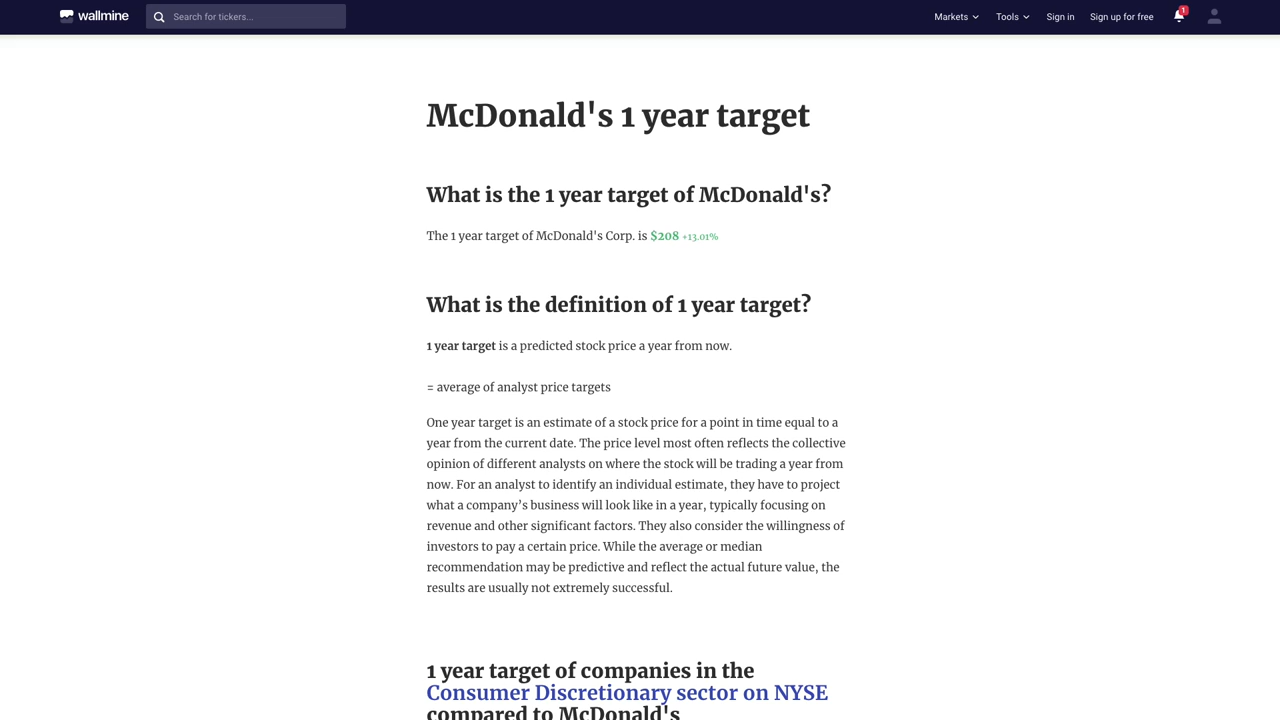 wallmine
Search for tickers...
Markets
Tools
Sign in
Sign up for free
1
McDonald's 1 year target
What is the 1 year target of McDonald's?
The 1 year target of McDonald's Corp. is $208 +13.01%
What is the definition of 1 year target?
1 year target is a predicted stock price a year from now.
= average of analyst price targets
One year target is an estimate of a stock price for a point in time equal to a
year from the current date. The price level most often reflects the collective
opinion of different analysts on where the stock will be trading a year from
now. For an analyst to identify an individual estimate, they have to project
what a company’s business will look like in a year, typically focusing on
revenue and other significant factors. They also consider the willingness of
investors to pay a certain price. While the average or median
recommendation may be predictive and reflect the actual future value, the
results are usually not extremely successful.
1 year target of companies in the
Consumer Discretionary sector on NYSE
compared to McDonald's